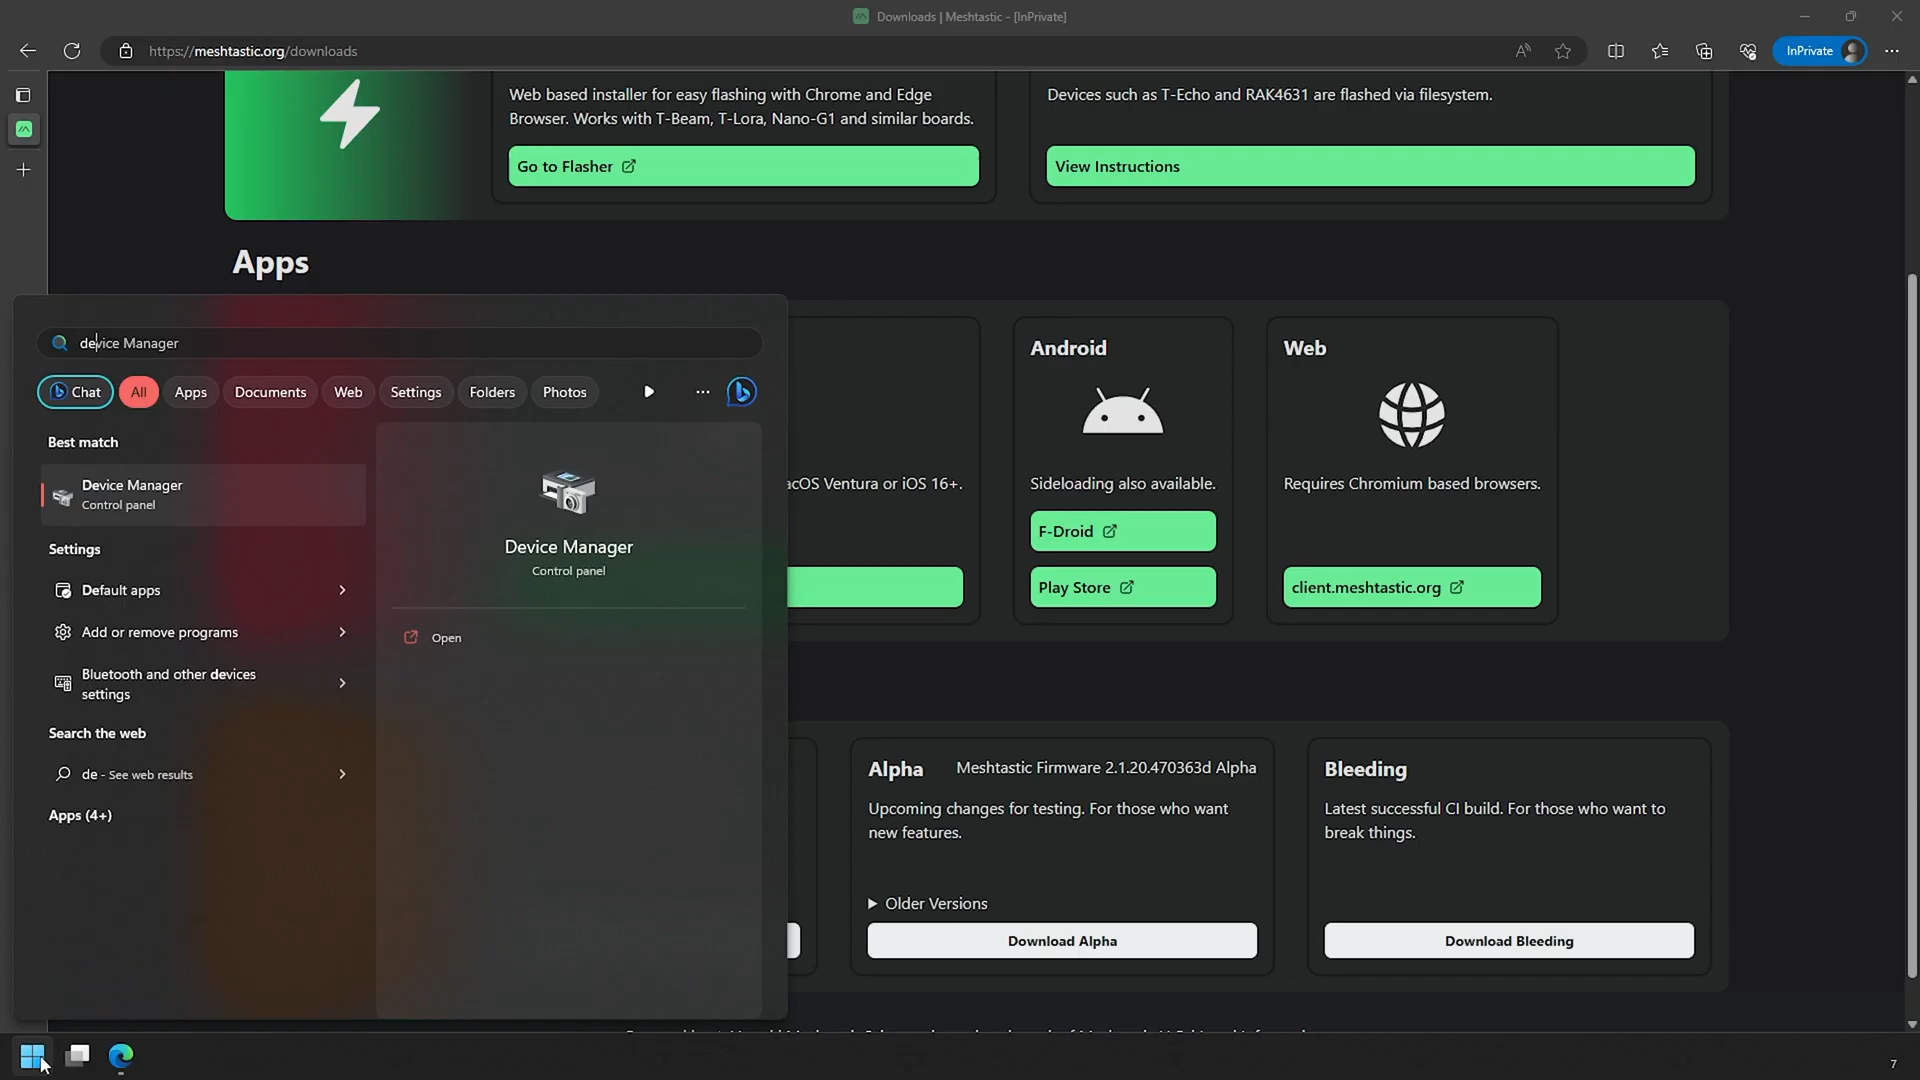 Downloads | Meshtastic - [InPrivate]
https://meshtastic.org/downloads
InPrivate
Web based installer for easy flashing with Chrome and Edge
Browser. Works with T-Beam, T-Lora, Nano-G1 and similar boards.
Go to Flasher
Devices such as T-Echo and RAK4631 are flashed via filesystem.
View Instructions
Apps
device Manager
Chat
All
Apps
Documents
Web
Settings
Folders
Photos
Best match
Device Manager
Control panel
Settings
Default apps
Add or remove programs
Bluetooth and other devices
settings
Search the web
de - See web results
Apps (4+)
Device Manager
Control panel
Open
acOS Ventura or iOS 16+.
Android
Sideloading also available.
F-Droid
Play Store
Web
Requires Chromium based browsers.
client.meshtastic.org
Alpha
Meshtastic Firmware 2.1.20.470363d Alpha
Upcoming changes for testing. For those who want
new features.
Older Versions
Download Alpha
Bleeding
Latest successful CI build. For those who want to
break things.
Download Bleeding
7